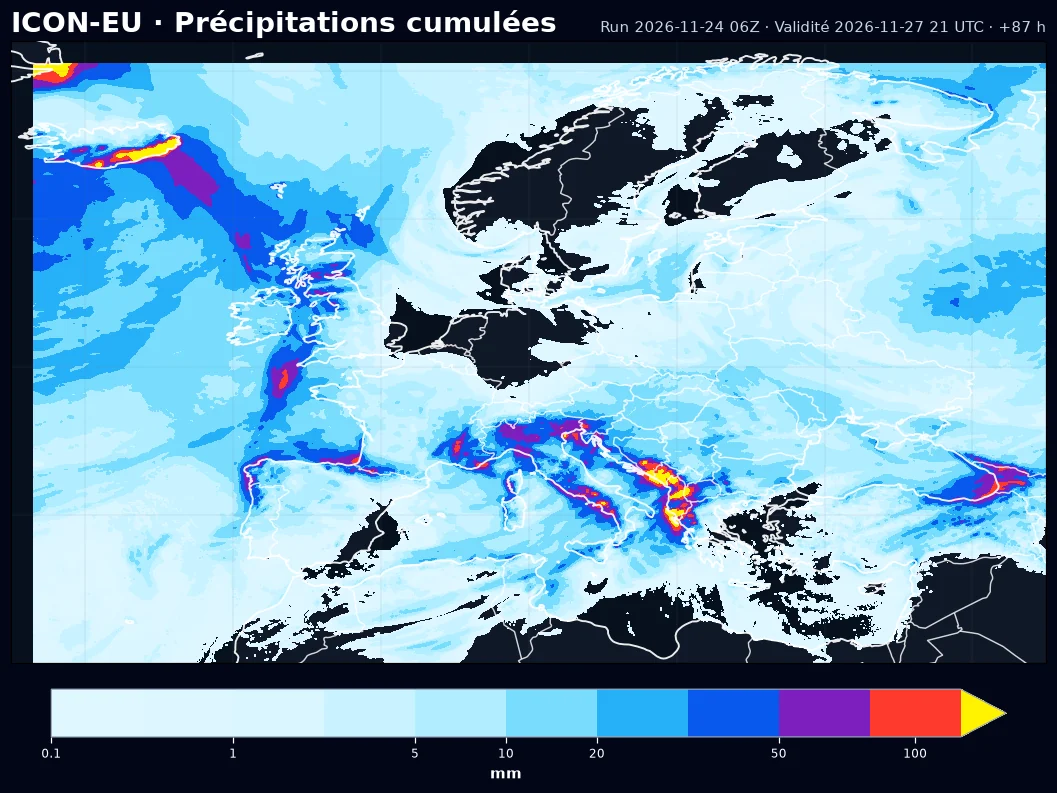 ICON-EU · Précipitations cumulées
Run 2026-11-24 06Z · Validité 2026-11-27 21 UTC · +87 h
0.1 1 5 10 20 50 100
mm